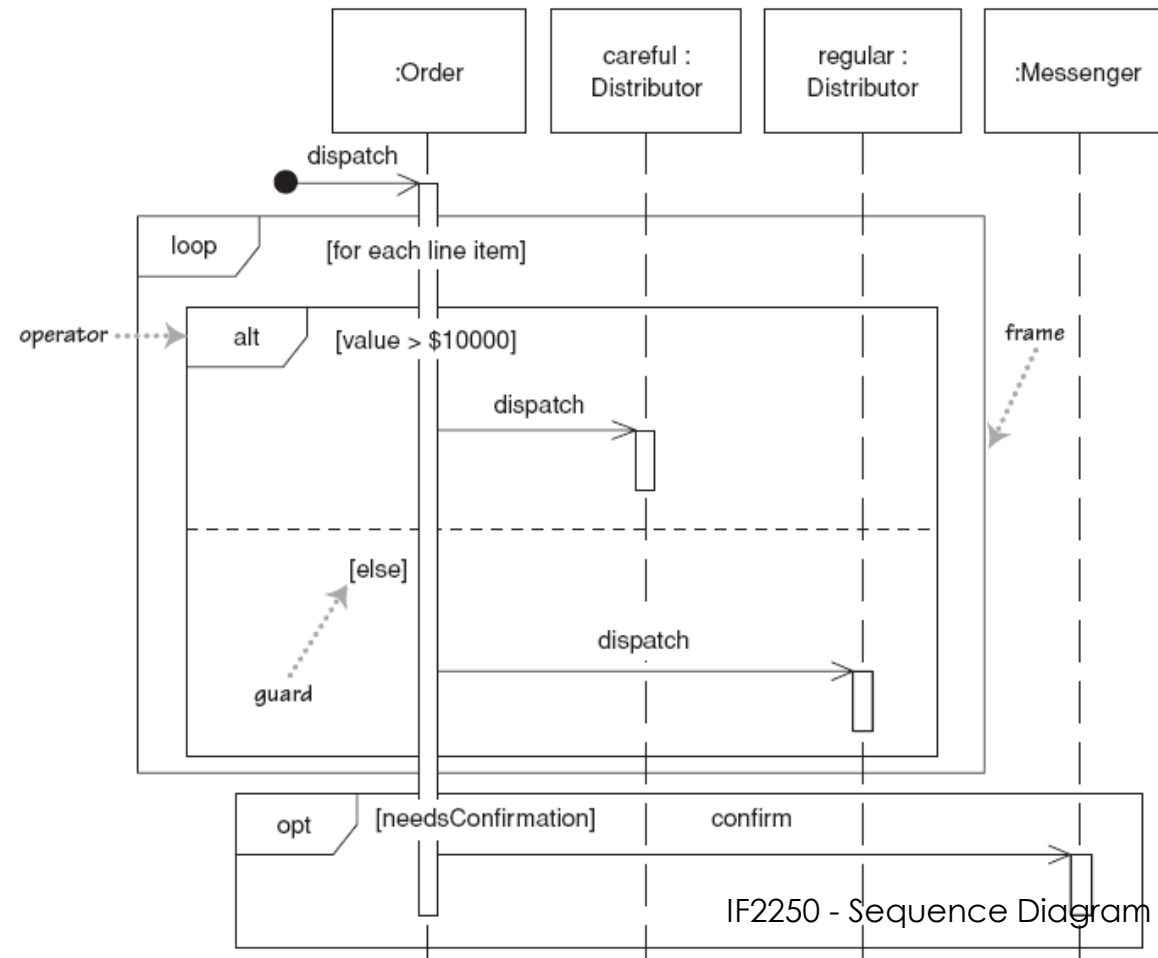 :Order
careful :
Distributor
regular :
Distributor
:Messenger
dispatch
loop
[for each line item]
operator
alt
[value > $10000]
frame
dispatch
[else]
dispatch
guard
opt
[needsConfirmation]
confirm
IF2250 - Sequence Diagram